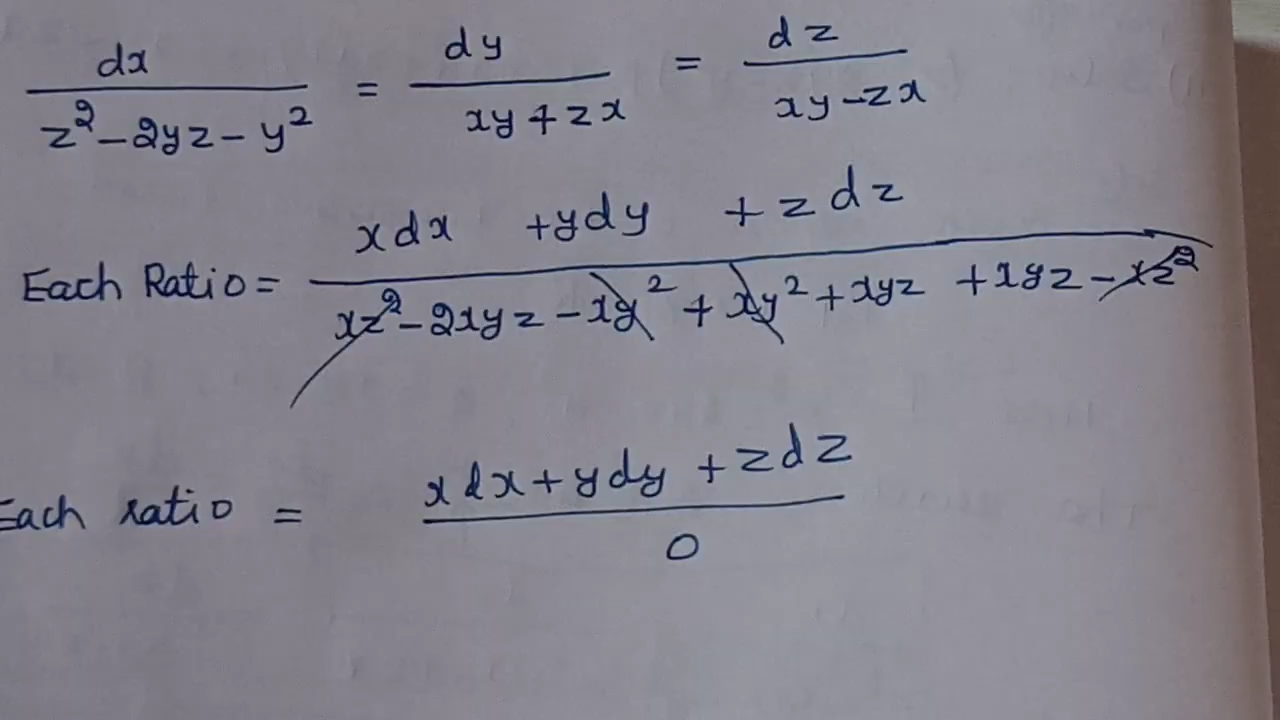 dx/(z²-2yz-y²) = dy/(xy+zx) = dz/(xy-zx)
Each Ratio = (xdx +ydy +zdz)/(xz²-2xyz-xy²+xy²+xyz+xyz-xz²)
Each ratio = (xdx+ydy+zdz)/0